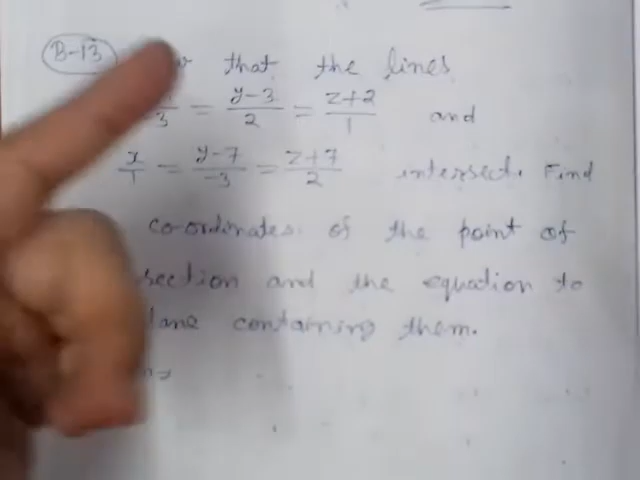 B-13 that the lines
3 = y-3/2 = z+2/1 and
x/1 = y-7/-3 = z+7/2 intersect. Find
co-ordinates of the point of
section and the equation to
lane containing them.